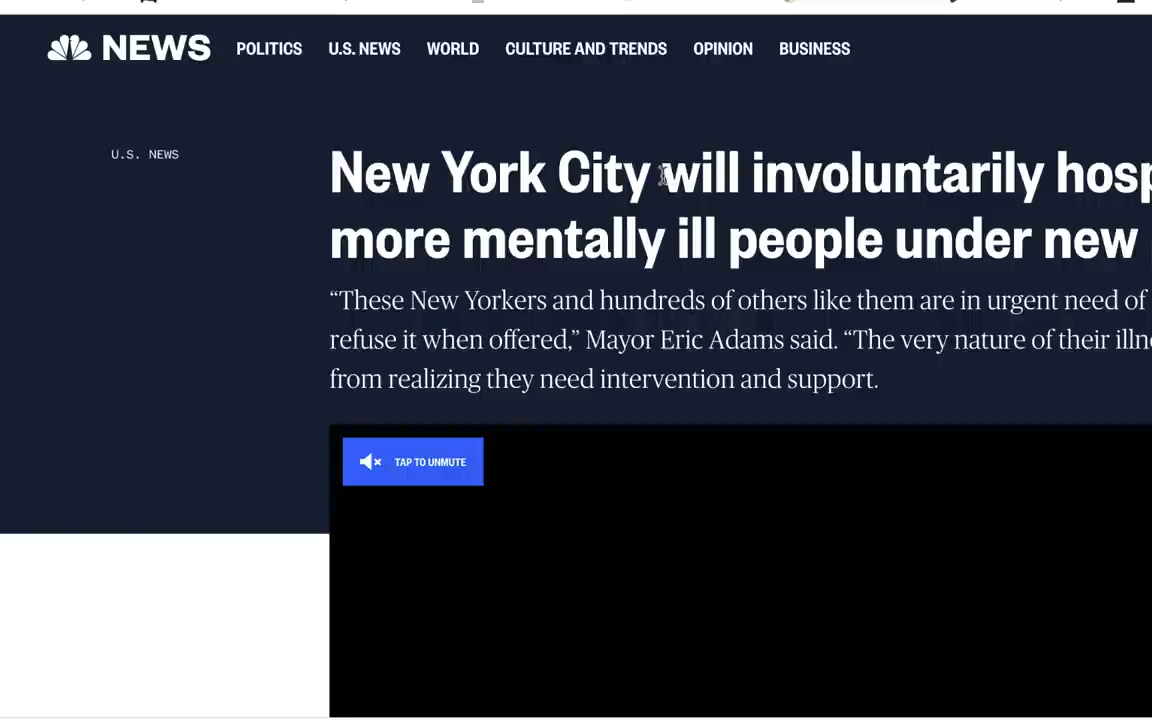 NEWS POLITICS U.S. NEWS WORLD CULTURE AND TRENDS OPINION BUSINESS
U.S. NEWS
New York City will involuntarily hosp
more mentally ill people under new
“These New Yorkers and hundreds of others like them are in urgent need of
refuse it when offered,” Mayor Eric Adams said. “The very nature of their illn
from realizing they need intervention and support.
TAP TO UNMUTE